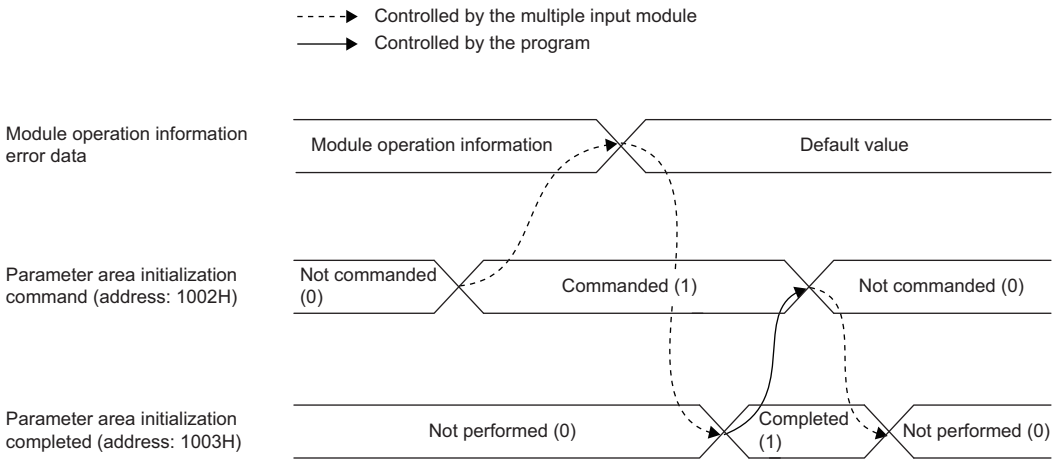 Controlled by the multiple input module
Controlled by the program
Module operation information
error data
Module operation information
Default value
Parameter area initialization
command (address: 1002H)
Not commanded
(0)
Commanded (1)
Not commanded (0)
Parameter area initialization
completed (address: 1003H)
Not performed (0)
Completed
(1)
Not performed (0)